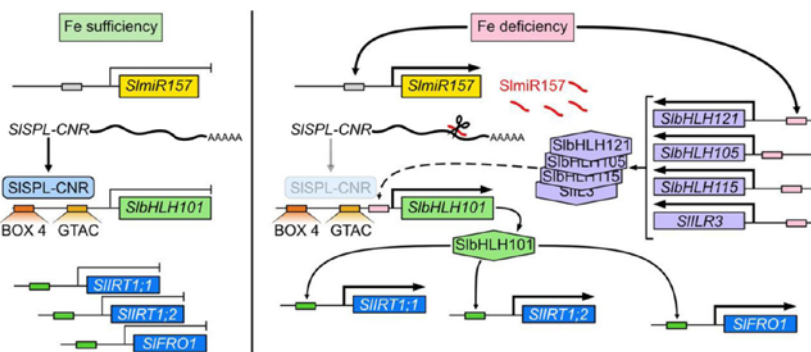 Fe sufficiency
SlmiR157
SlSPL-CNR
AAAAA
SlSPL-CNR
SlbHLH101
BOX 4
GTAC
SlIRT1;1
SlIRT1;2
SlFRO1
Fe deficiency
SlmiR157
SlmiR157
SlSPL-CNR
AAAAA
SlSPL-CNR
SlbHLH101
BOX 4
GTAC
SlbHLH121
SlbHLH105
SlbHLH115
SlbHLH121
SlbHLH105
SlbHLH115
SlILR3
SlbHLH101
SlIRT1;1
SlIRT1;2
SlFRO1